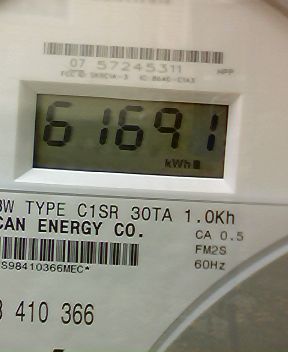 07 57245311
HPP
61691
kWh
3W TYPE C1SR 30TA 1.0Kh
CAN ENERGY CO.
CA 0.5
FM2S
60Hz
S98410366MEC*
410 366